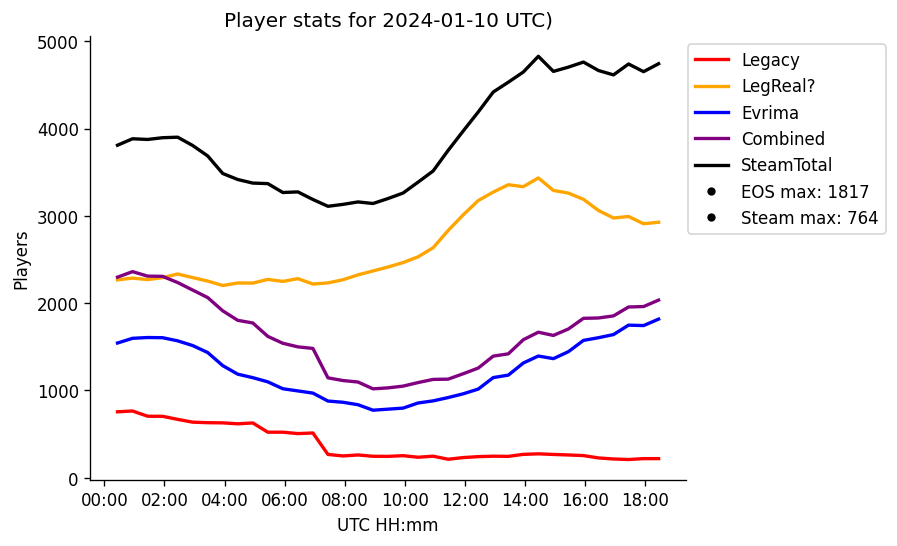 Player stats for 2024-01-10 UTC)
5000
4000
3000
2000
1000
0
Players
00:00 02:00 04:00 06:00 08:00 10:00 12:00 14:00 16:00 18:00
UTC HH:mm
Legacy
LegReal?
Evrima
Combined
SteamTotal
EOS max: 1817
Steam max: 764